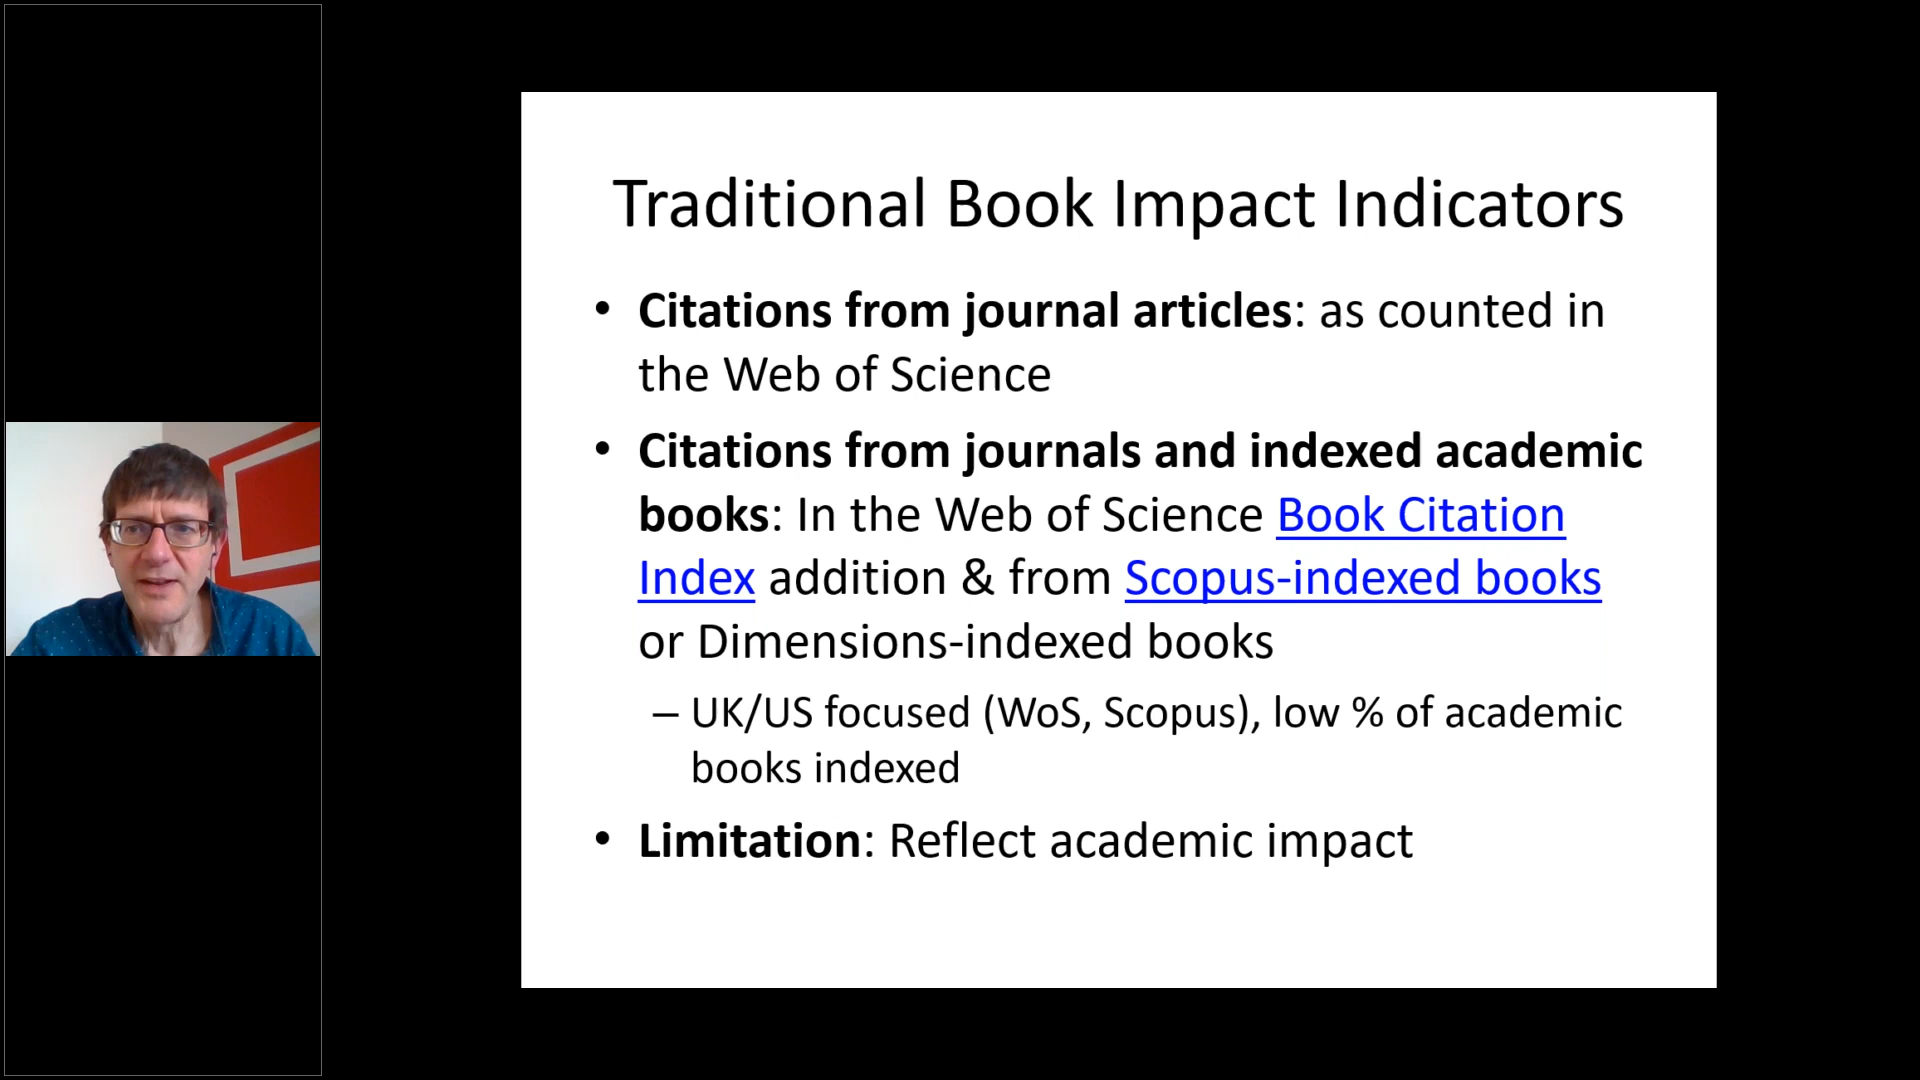 Traditional Book Impact Indicators
• Citations from journal articles: as counted in
the Web of Science
• Citations from journals and indexed academic
books: In the Web of Science Book Citation
Index addition & from Scopus-indexed books
or Dimensions-indexed books
– UK/US focused (WoS, Scopus), low % of academic
books indexed
• Limitation: Reflect academic impact